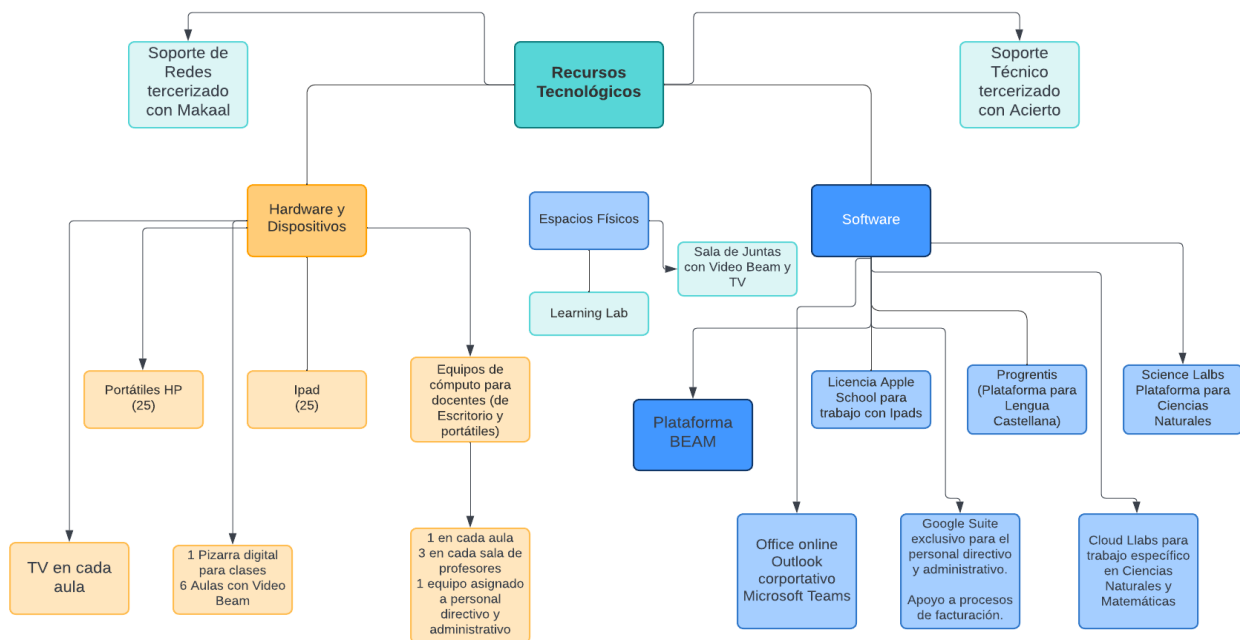 Soporte de
Redes
tercerizado
con Makaal
Recursos
Tecnológicos
Soporte
Técnico
tercerizado
con Acierto
Hardware y
Dispositivos
Espacios Físicos
Software
Sala de Juntas
con Video Beam y
TV
Learning Lab
Portátiles HP
(25)
Ipad
(25)
Equipos de
cómputo para
docentes (de
Escritorio y
portátiles)
Plataforma
BEAM
Licencia Apple
School para
trabajo con Ipads
Progrentis
(Plataforma para
Lengua
Castellana)
Science Lalbs
Plataforma para
Ciencias
Naturales
TV en cada
aula
1 Pizarra digital
para clases
6 Aulas con Video
Beam
1 en cada aula
3 en cada sala de
profesores
1 equipo asignado
a personal
directivo y
administrativo
Office online
Outlook
corportativo
Microsoft Teams
Google Suite
exclusivo para el
personal directivo
y administrativo.
Apoyo a procesos
de facturación.
Cloud Llabs para
trabajo específico
en Ciencias
Naturales y
Matemáticas